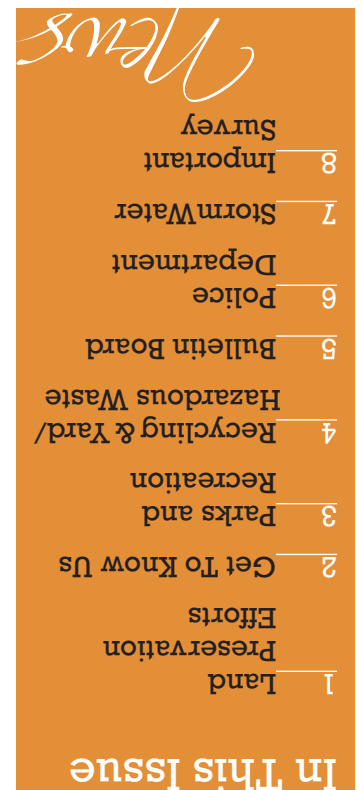 In This Issue
1 Land
Preservation
Efforts
2 Get To Know Us
3 Parks and
Recreation
4 Recycling & Yard/
Hazardous Waste
5 Bulletin Board
6 Police
Department
7 StormWater
8 Important
Survey
News